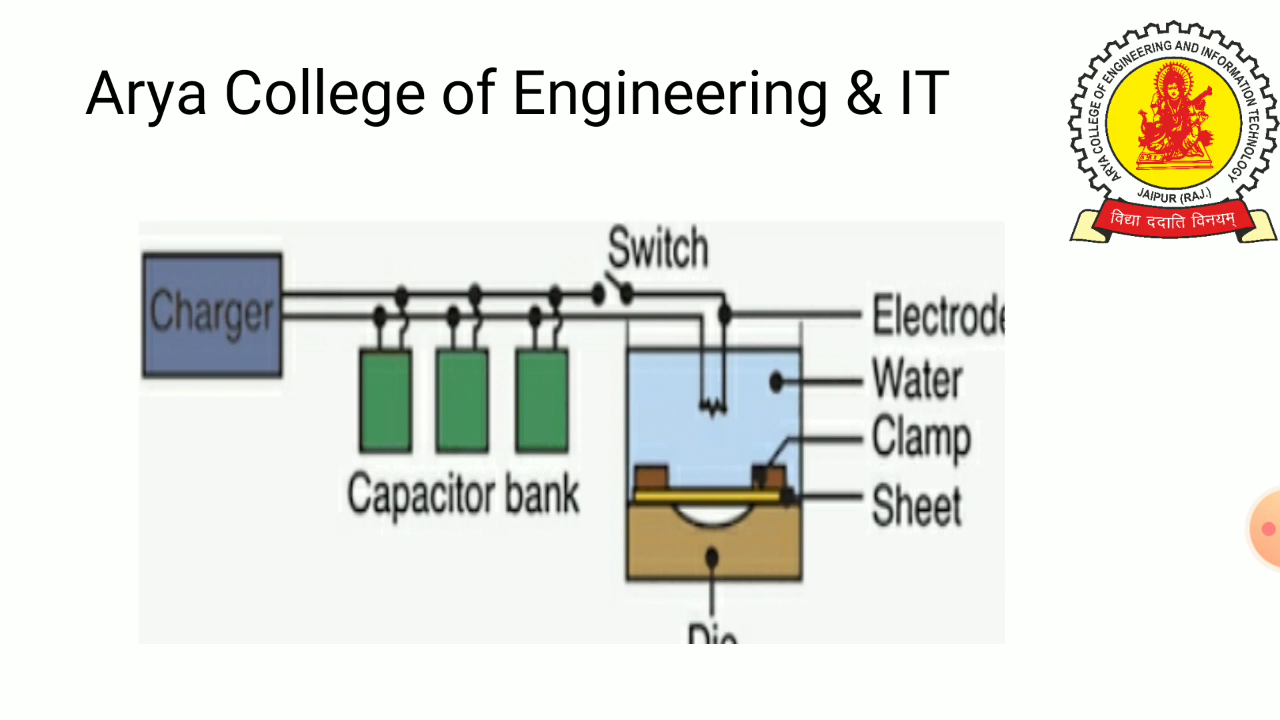 Arya College of Engineering & IT
ARYA COLLEGE OF ENGINEERING AND INFORMATION TECHNOLOGY
JAIPUR (RAJ.)
विद्या ददाति विनयम्
Switch
Charger
Electrode
Water
Clamp
Capacitor bank
Sheet
Die